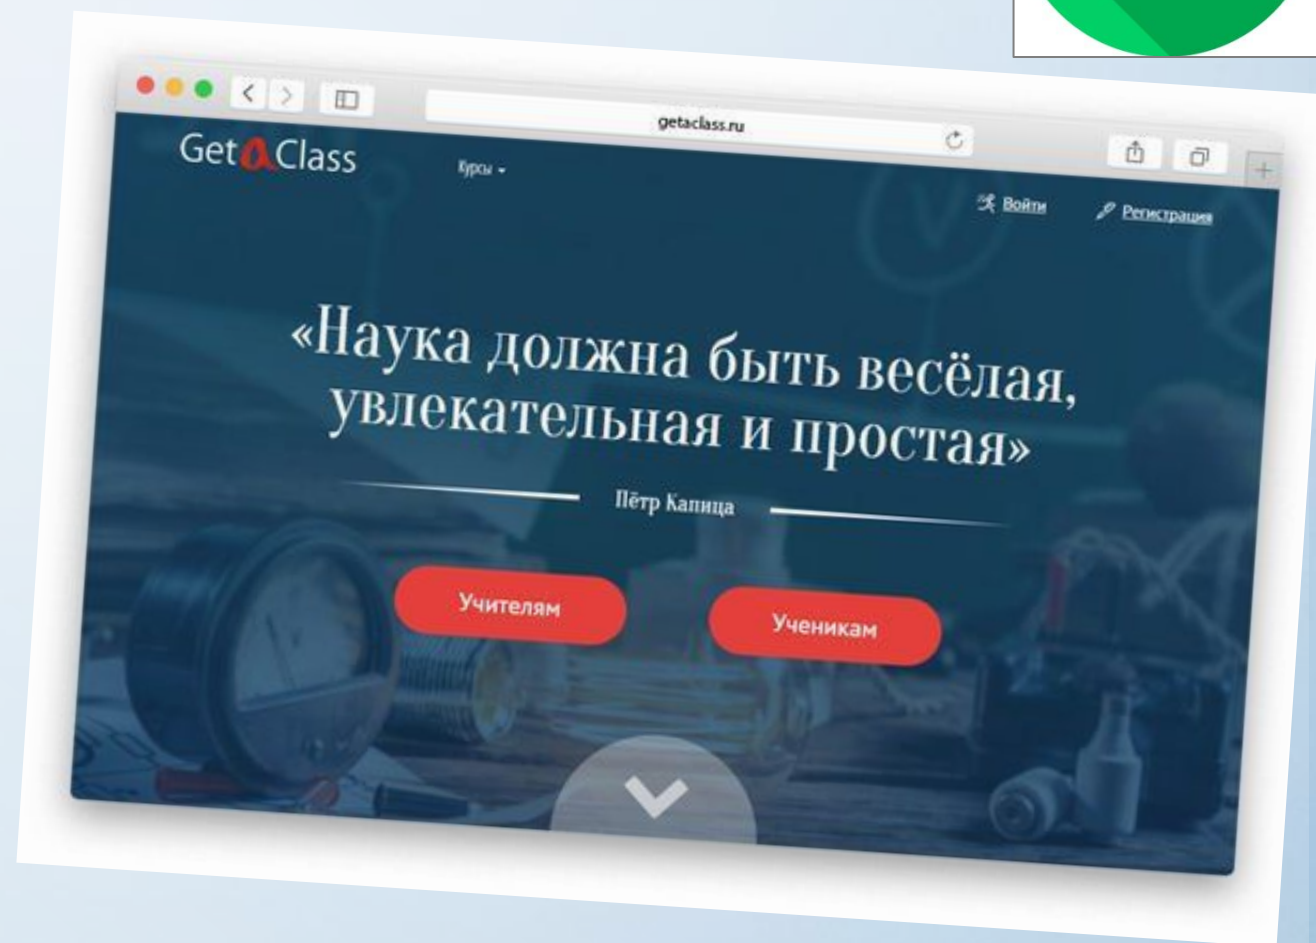 getaclass.ru
GetaClass
Курсы
Войти
Регистрация
«Наука должна быть весёлая,
увлекательная и простая»
Пётр Капица
Учителям
Ученикам